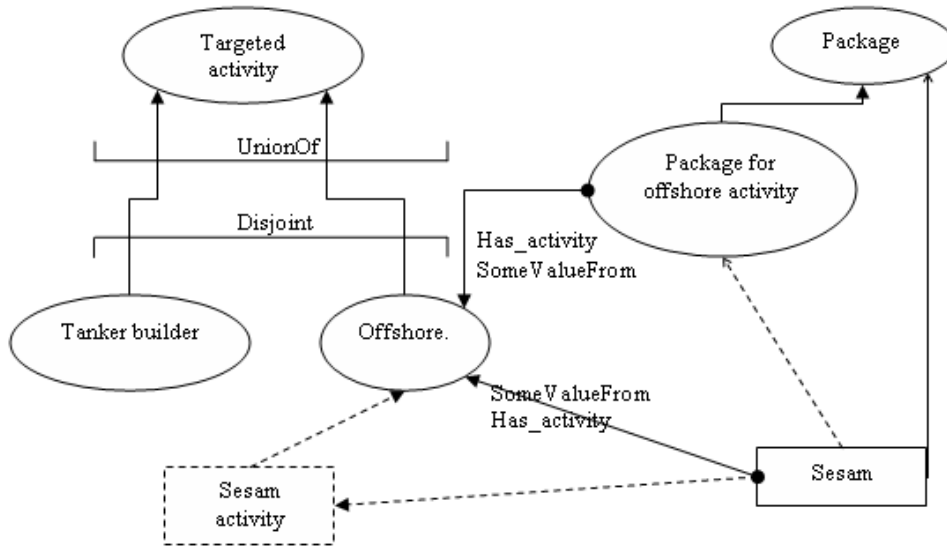 Targeted
activity
Package
UnionOf
Package for
offshore activity
Disjoint
Has_activity
SomeValueFrom
Tanker builder
Offshore.
SomeValueFrom
Has_activity
Sesam
Sesam
activity